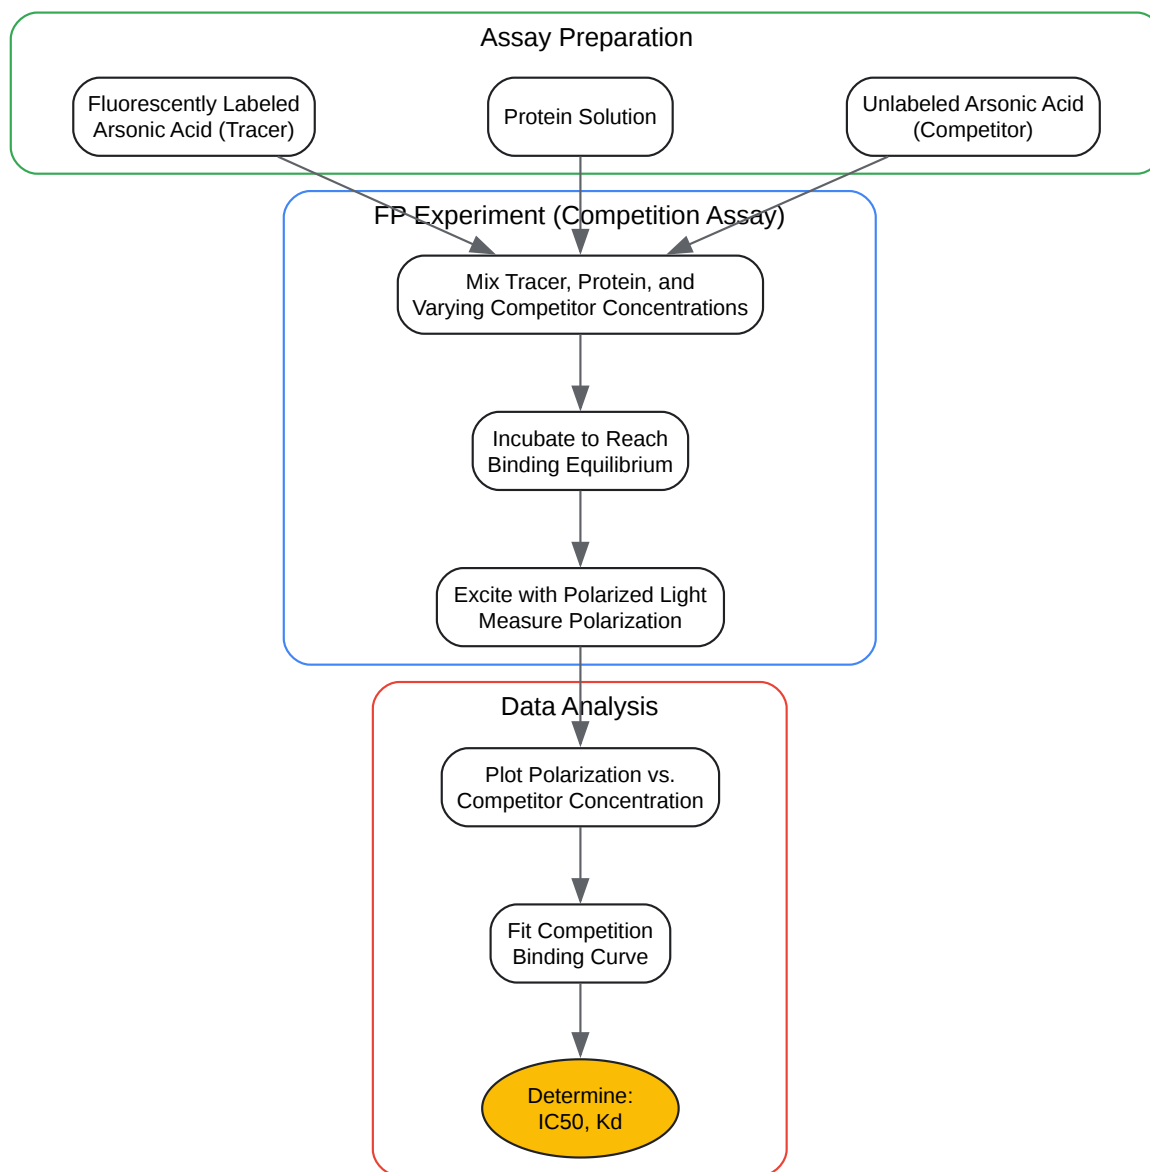 Assay Preparation
Fluorescently Labeled
Arsonic Acid (Tracer)
Protein Solution
Unlabeled Arsonic Acid
(Competitor)
FP Experiment (Competition Assay)
Mix Tracer, Protein, and
Varying Competitor Concentrations
Incubate to Reach
Binding Equilibrium
Excite with Polarized Light
Measure Polarization
Data Analysis
Plot Polarization vs.
Competitor Concentration
Fit Competition
Binding Curve
Determine:
IC50, Kd